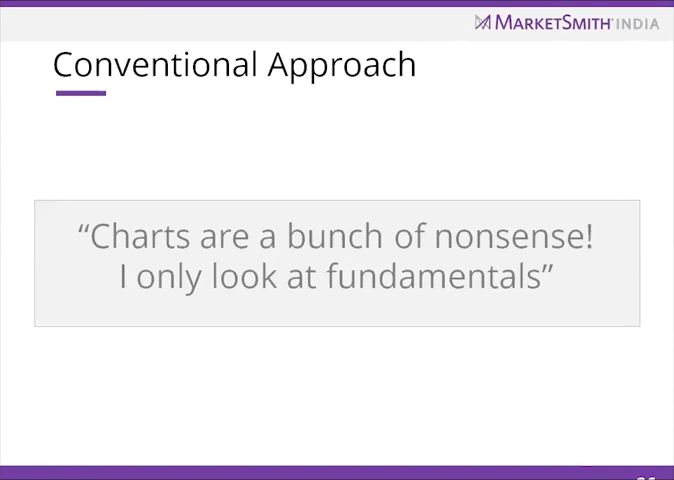 MARKETSMITH INDIA
Conventional Approach
“Charts are a bunch of nonsense!
I only look at fundamentals”